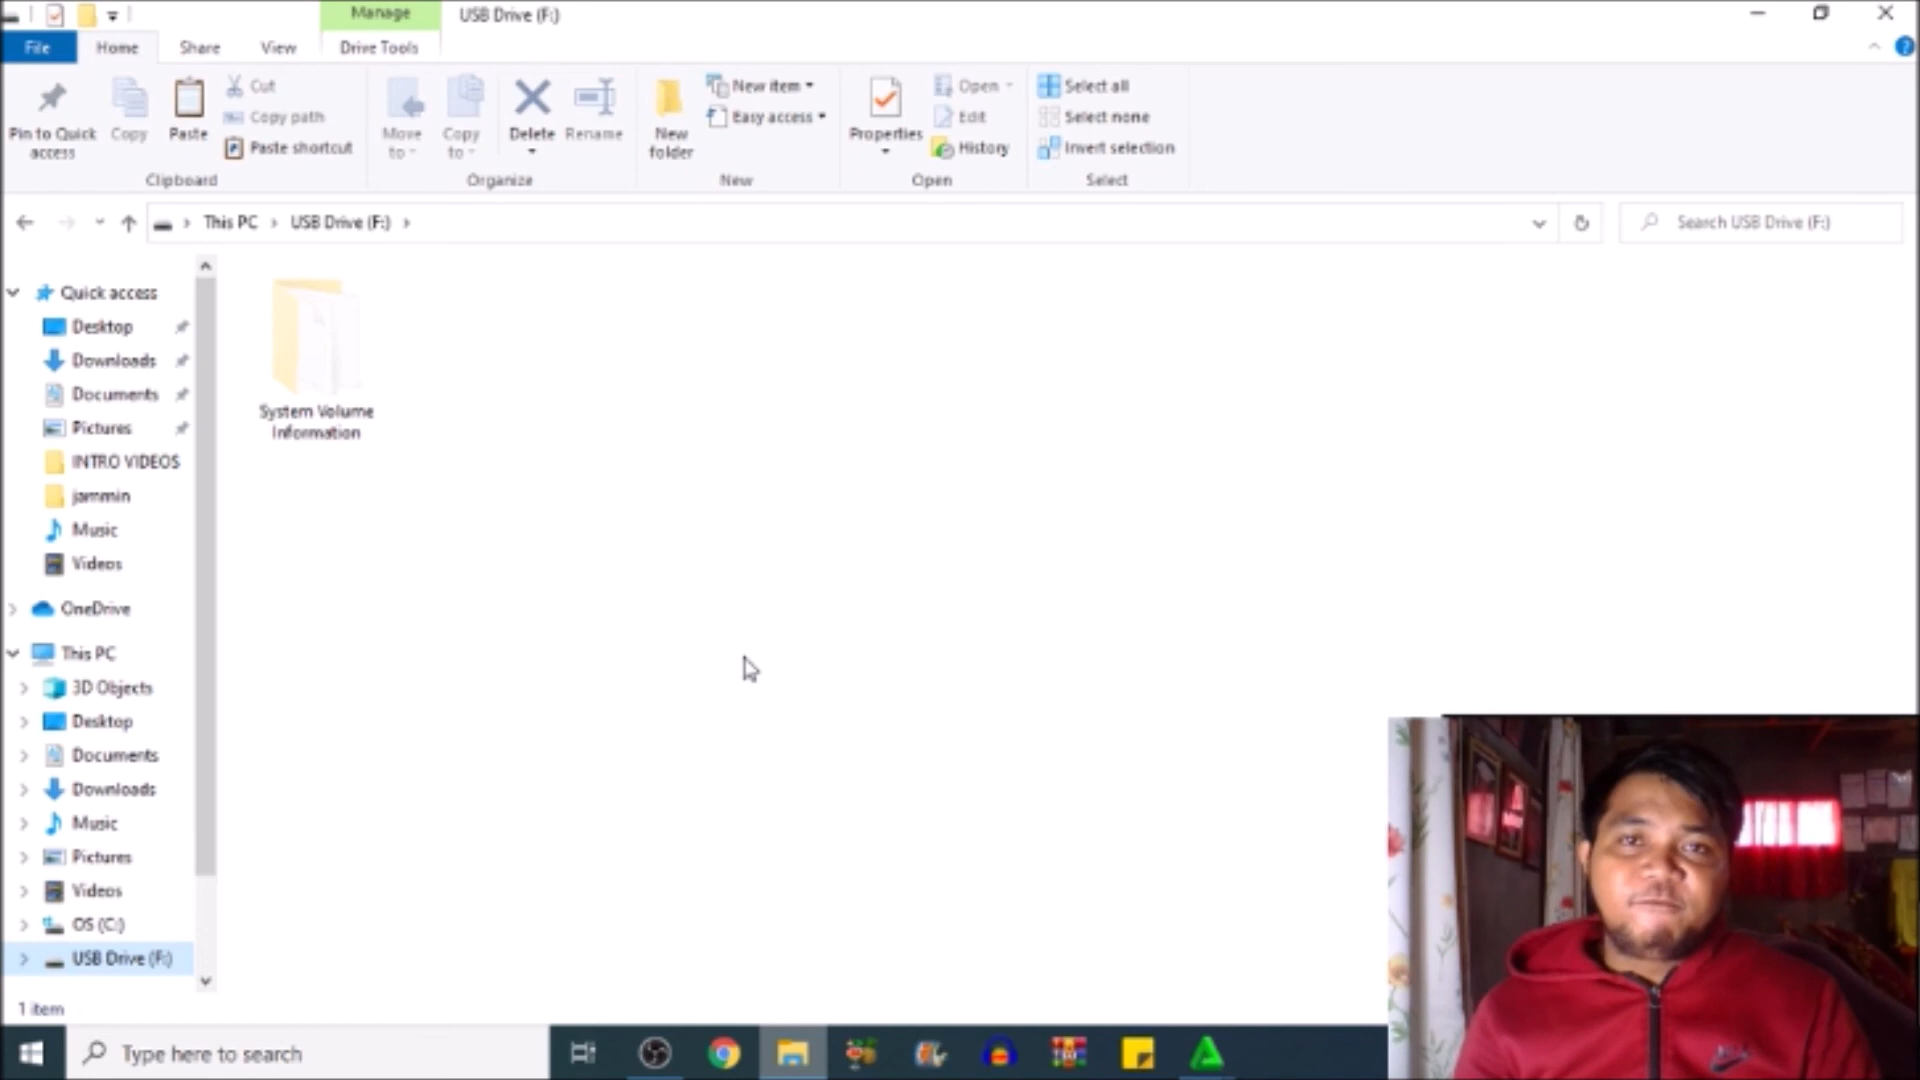 Manage
USB Drive (F:)
File
Home
Share
View
Drive Tools
Pin to Quick access
Copy
Paste
Cut
Copy path
Paste shortcut
Clipboard
Move to
Copy to
Delete
Rename
Organize
New folder
New item
Easy access
New
Properties
Open
Edit
History
Open
Select all
Select none
Invert selection
Select
This PC
USB Drive (F:)
Search USB Drive (F:)
Quick access
Desktop
Downloads
Documents
Pictures
INTRO VIDEOS
jammin
Music
Videos
OneDrive
This PC
3D Objects
Desktop
Documents
Downloads
Music
Pictures
Videos
OS (C:)
USB Drive (F:)
System Volume
Information
1 item
Type here to search